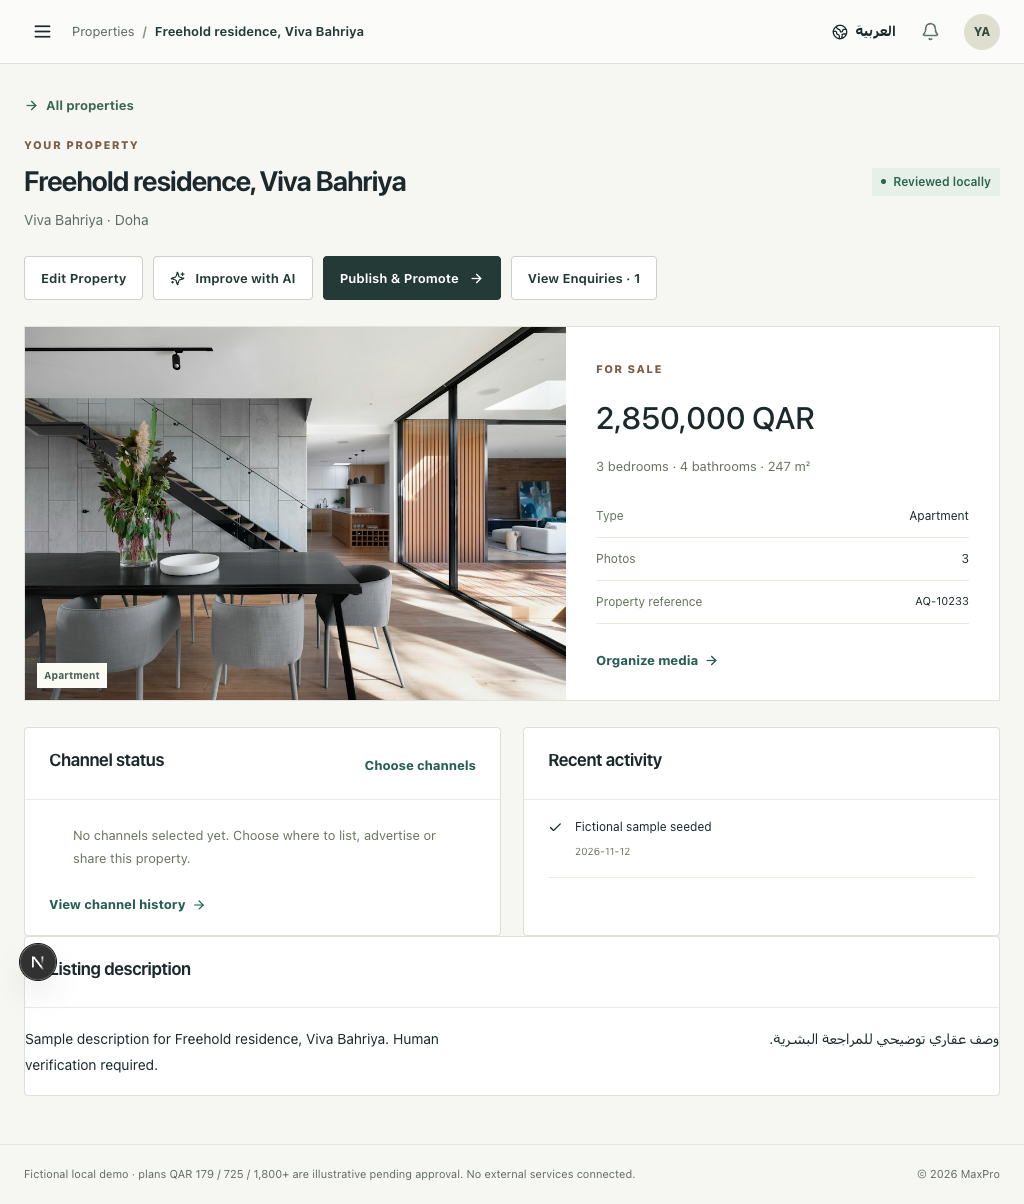 Properties / Freehold residence, Viva Bahriya
العربية
YA
All properties
YOUR PROPERTY
Freehold residence, Viva Bahriya
Reviewed locally
Viva Bahriya · Doha
Edit Property
Improve with AI
Publish & Promote
View Enquiries · 1
Apartment
FOR SALE
2,850,000 QAR
3 bedrooms · 4 bathrooms · 247 m²
Type Apartment
Photos 3
Property reference AQ-10233
Organize media
Channel status
Choose channels
No channels selected yet. Choose where to list, advertise or
share this property.
View channel history
Recent activity
Fictional sample seeded
2026-11-12
N
Listing description
Sample description for Freehold residence, Viva Bahriya. Human
verification required.
وصف عقاري توضيحي للمراجعة البشرية.
Fictional local demo · plans QAR 179 / 725 / 1,800+ are illustrative pending approval. No external services connected.
© 2026 MaxPro